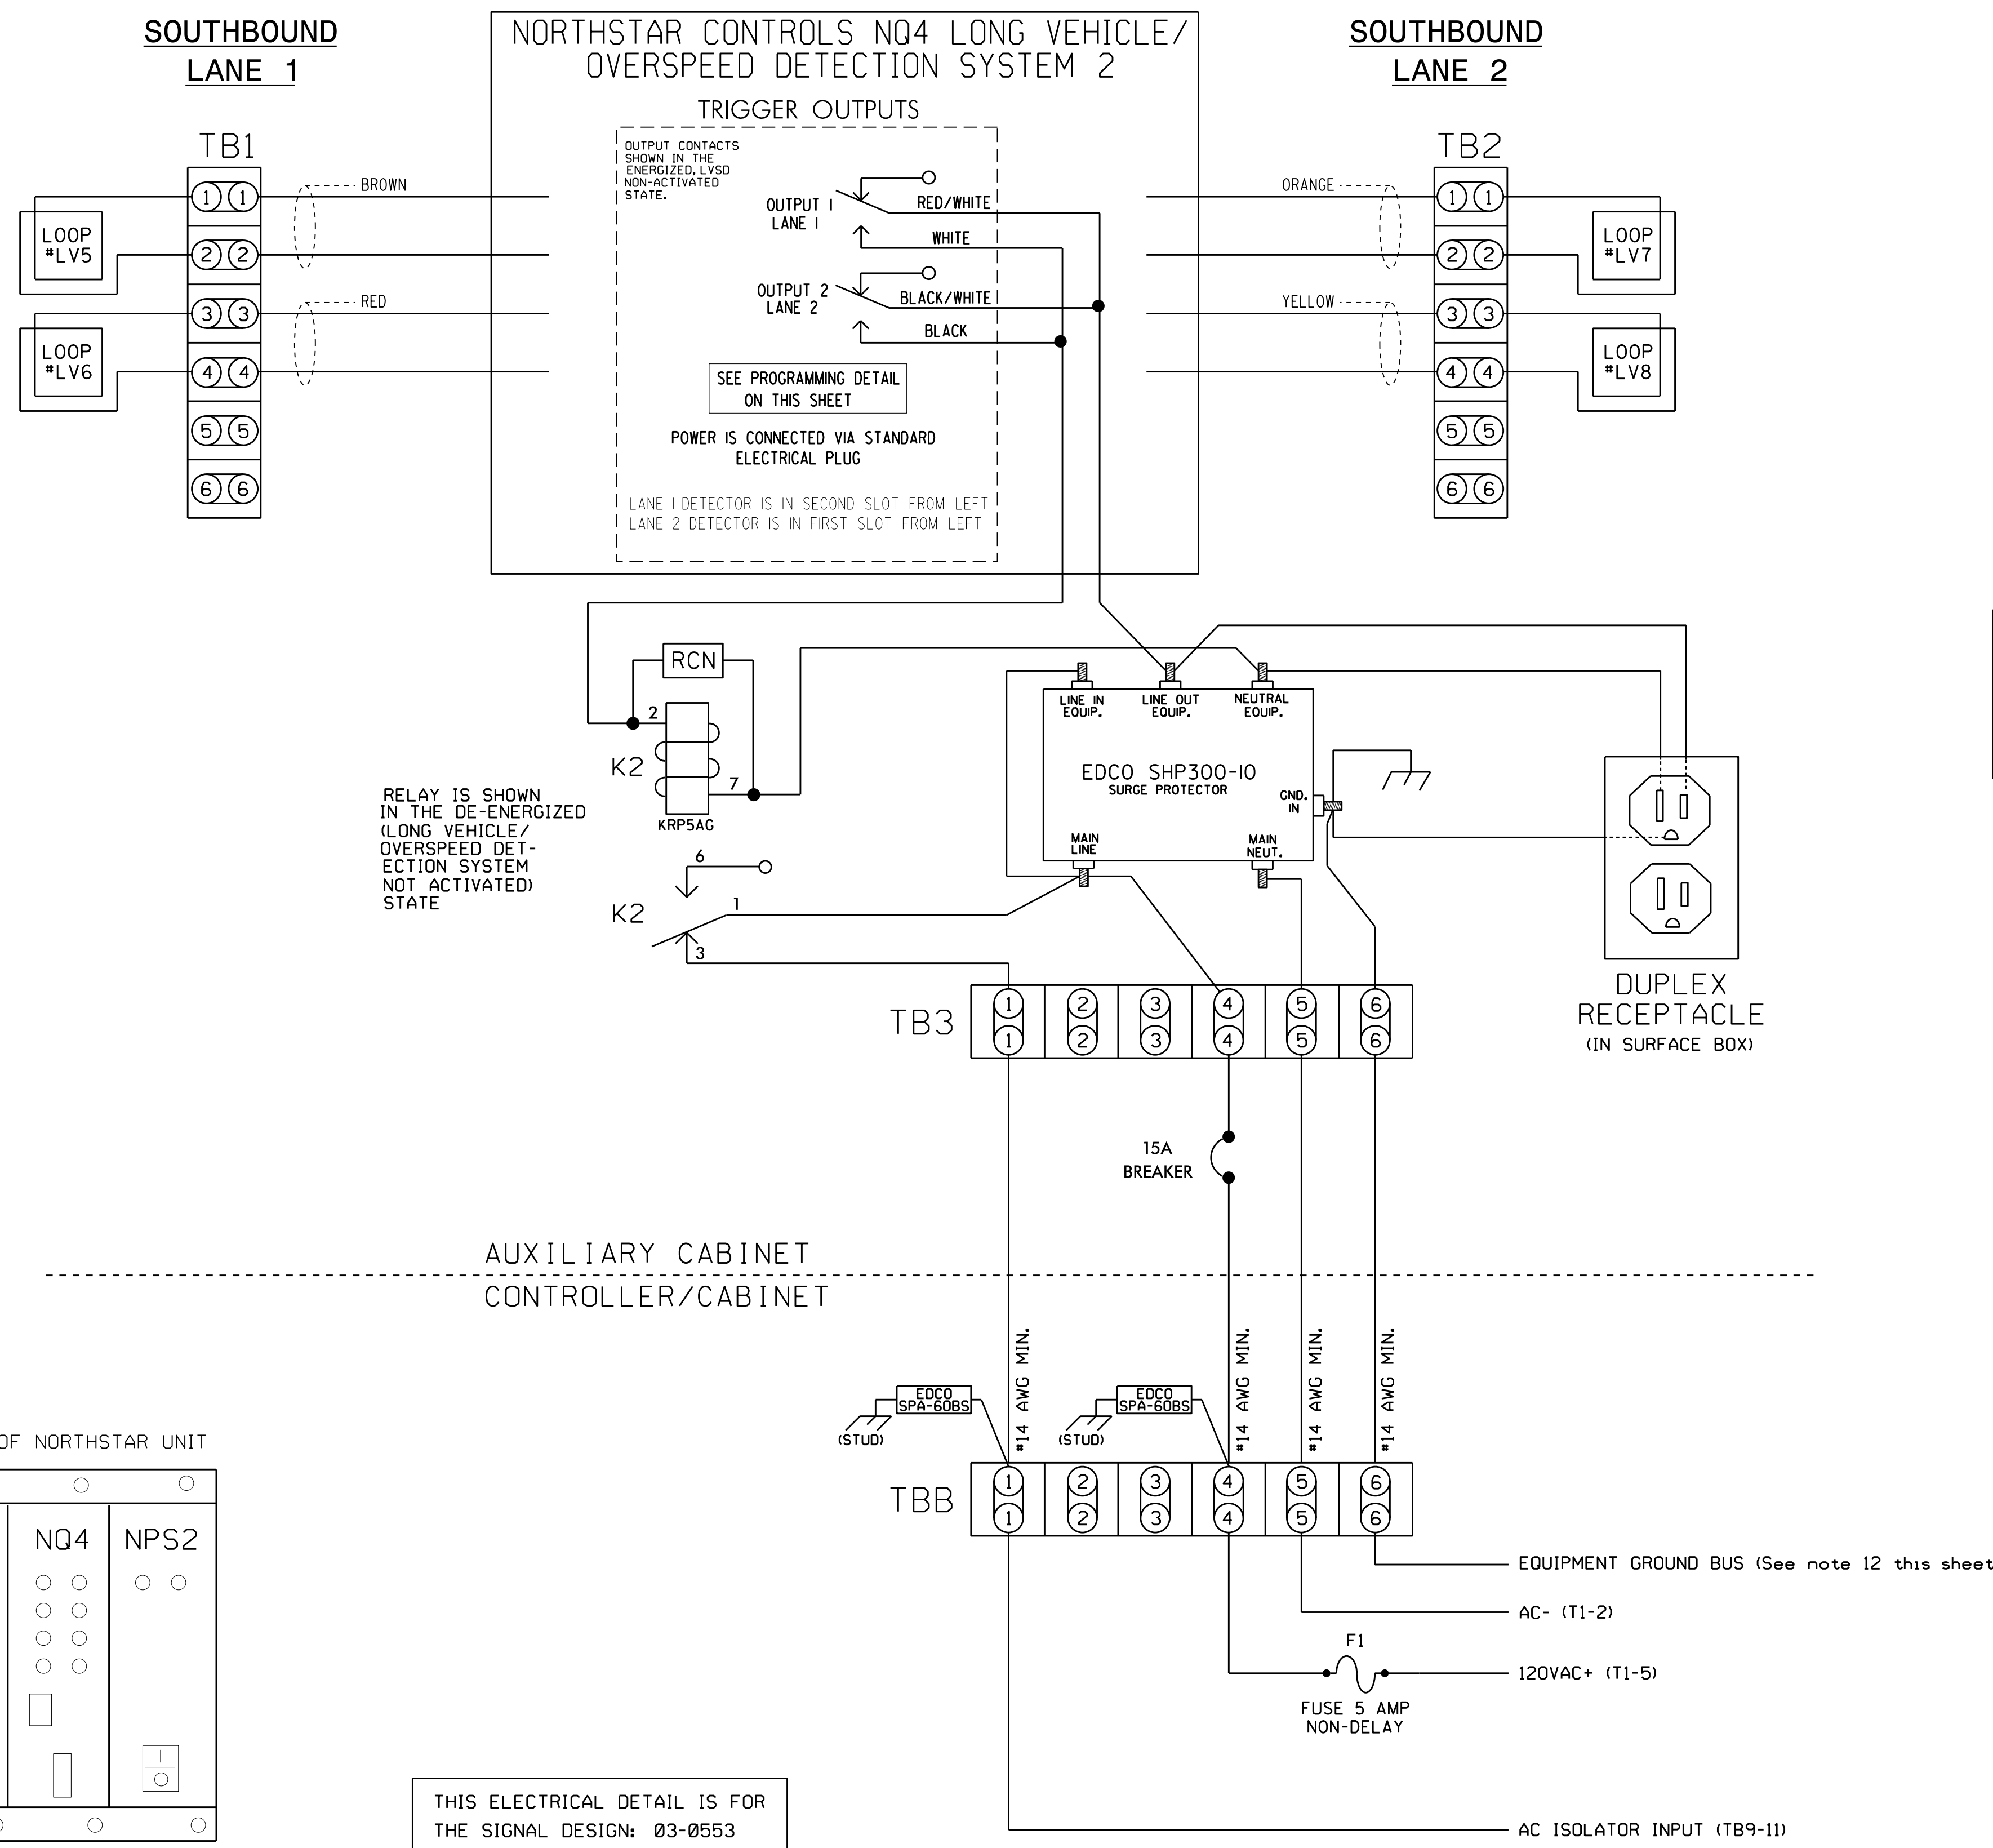 SOUTHBOUND
LANE 1
NORTHSTAR CONTROLS NQ4 LONG VEHICLE/
OVERSPEED DETECTION SYSTEM 2
SOUTHBOUND
LANE 2
TRIGGER OUTPUTS
OUTPUT CONTACTS
SHOWN IN THE
ENERGIZED, LVSD
NON-ACTIVATED
STATE.
OUTPUT 1
LANE 1
RED/WHITE
WHITE
OUTPUT 2
LANE 2
BLACK/WHITE
BLACK
SEE PROGRAMMING DETAIL
ON THIS SHEET
POWER IS CONNECTED VIA STANDARD
ELECTRICAL PLUG
LANE 1 DETECTOR IS IN SECOND SLOT FROM LEFT
LANE 2 DETECTOR IS IN FIRST SLOT FROM LEFT
TB1
1 1
2 2
3 3
4 4
5 5
6 6
BROWN
RED
LOOP
#LV5
LOOP
#LV6
TB2
1 1
2 2
3 3
4 4
5 5
6 6
ORANGE
YELLOW
LOOP
#LV7
LOOP
#LV8
RCN
2
K2
7
KRP5AG
RELAY IS SHOWN
IN THE DE-ENERGIZED
(LONG VEHICLE/
OVERSPEED DET-
ECTION SYSTEM
NOT ACTIVATED)
STATE
6
K2
1
3
LINE IN
EQUIP.
LINE OUT
EQUIP.
NEUTRAL
EQUIP.
EDCO SHP300-10
SURGE PROTECTOR
GND.
IN
MAIN
LINE
MAIN
NEUT.
DUPLEX
RECEPTACLE
(IN SURFACE BOX)
TB3
1 2 3 4 5 6
1 2 3 4 5 6
15A
BREAKER
AUXILIARY CABINET
CONTROLLER/CABINET
#14 AWG MIN.
#14 AWG MIN.
#14 AWG MIN.
#14 AWG MIN.
EDCO
SPA-60BS
(STUD)
EDCO
SPA-60BS
(STUD)
TBB
1 2 3 4 5 6
1 2 3 4 5 6
EQUIPMENT GROUND BUS (See note 12 this sheet
AC- (T1-2)
F1
120VAC+ (T1-5)
FUSE 5 AMP
NON-DELAY
AC ISOLATOR INPUT (TB9-11)
OF NORTHSTAR UNIT
NQ4
NPS2
THIS ELECTRICAL DETAIL IS FOR
THE SIGNAL DESIGN: 03-0553